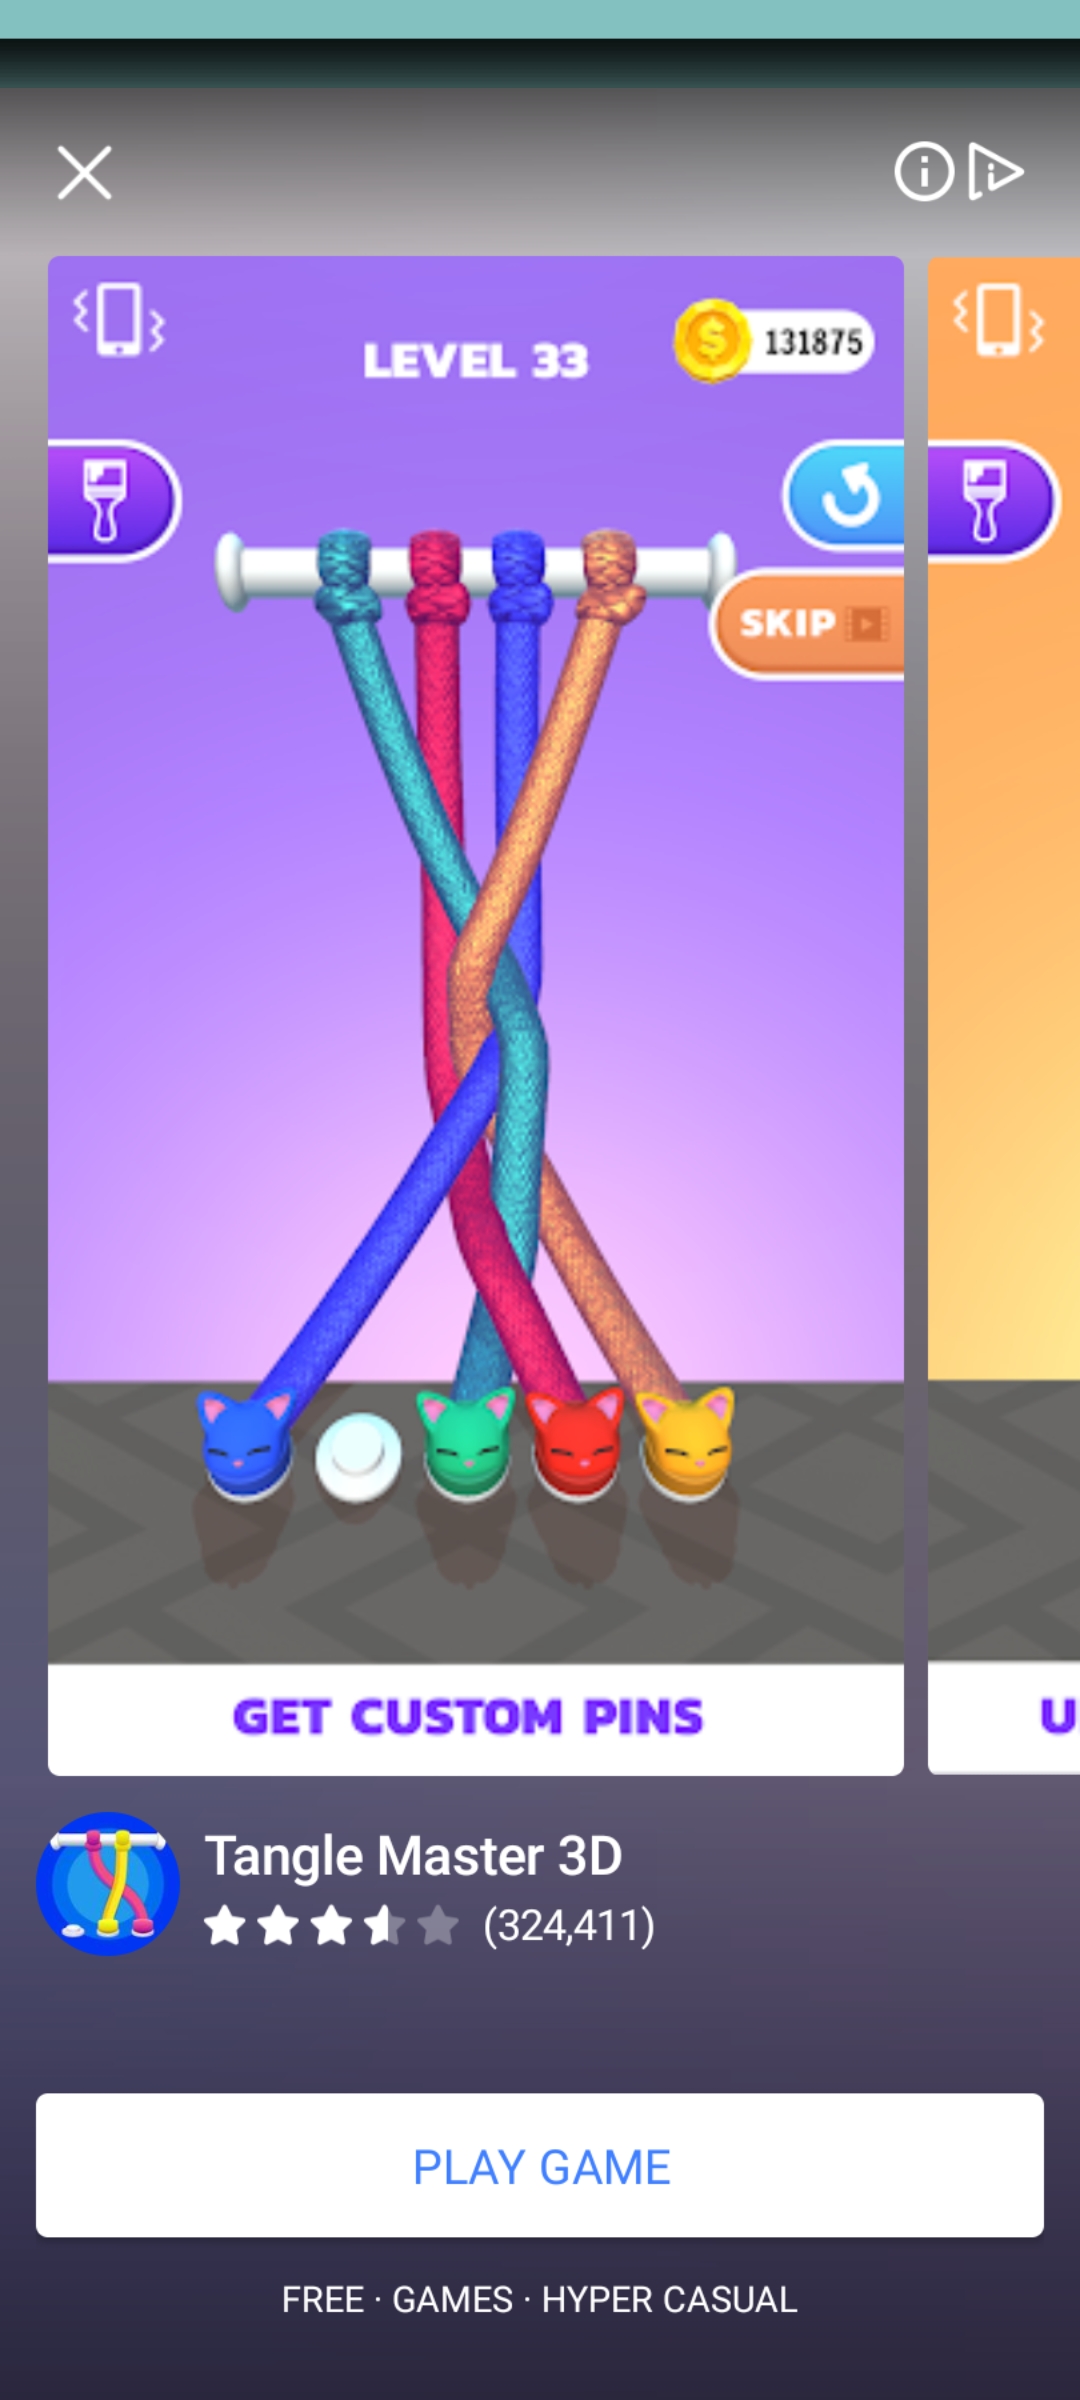 LEVEL 33
131875
SKIP
GET CUSTOM PINS
U
Tangle Master 3D
(324,411)
PLAY GAME
FREE · GAMES · HYPER CASUAL